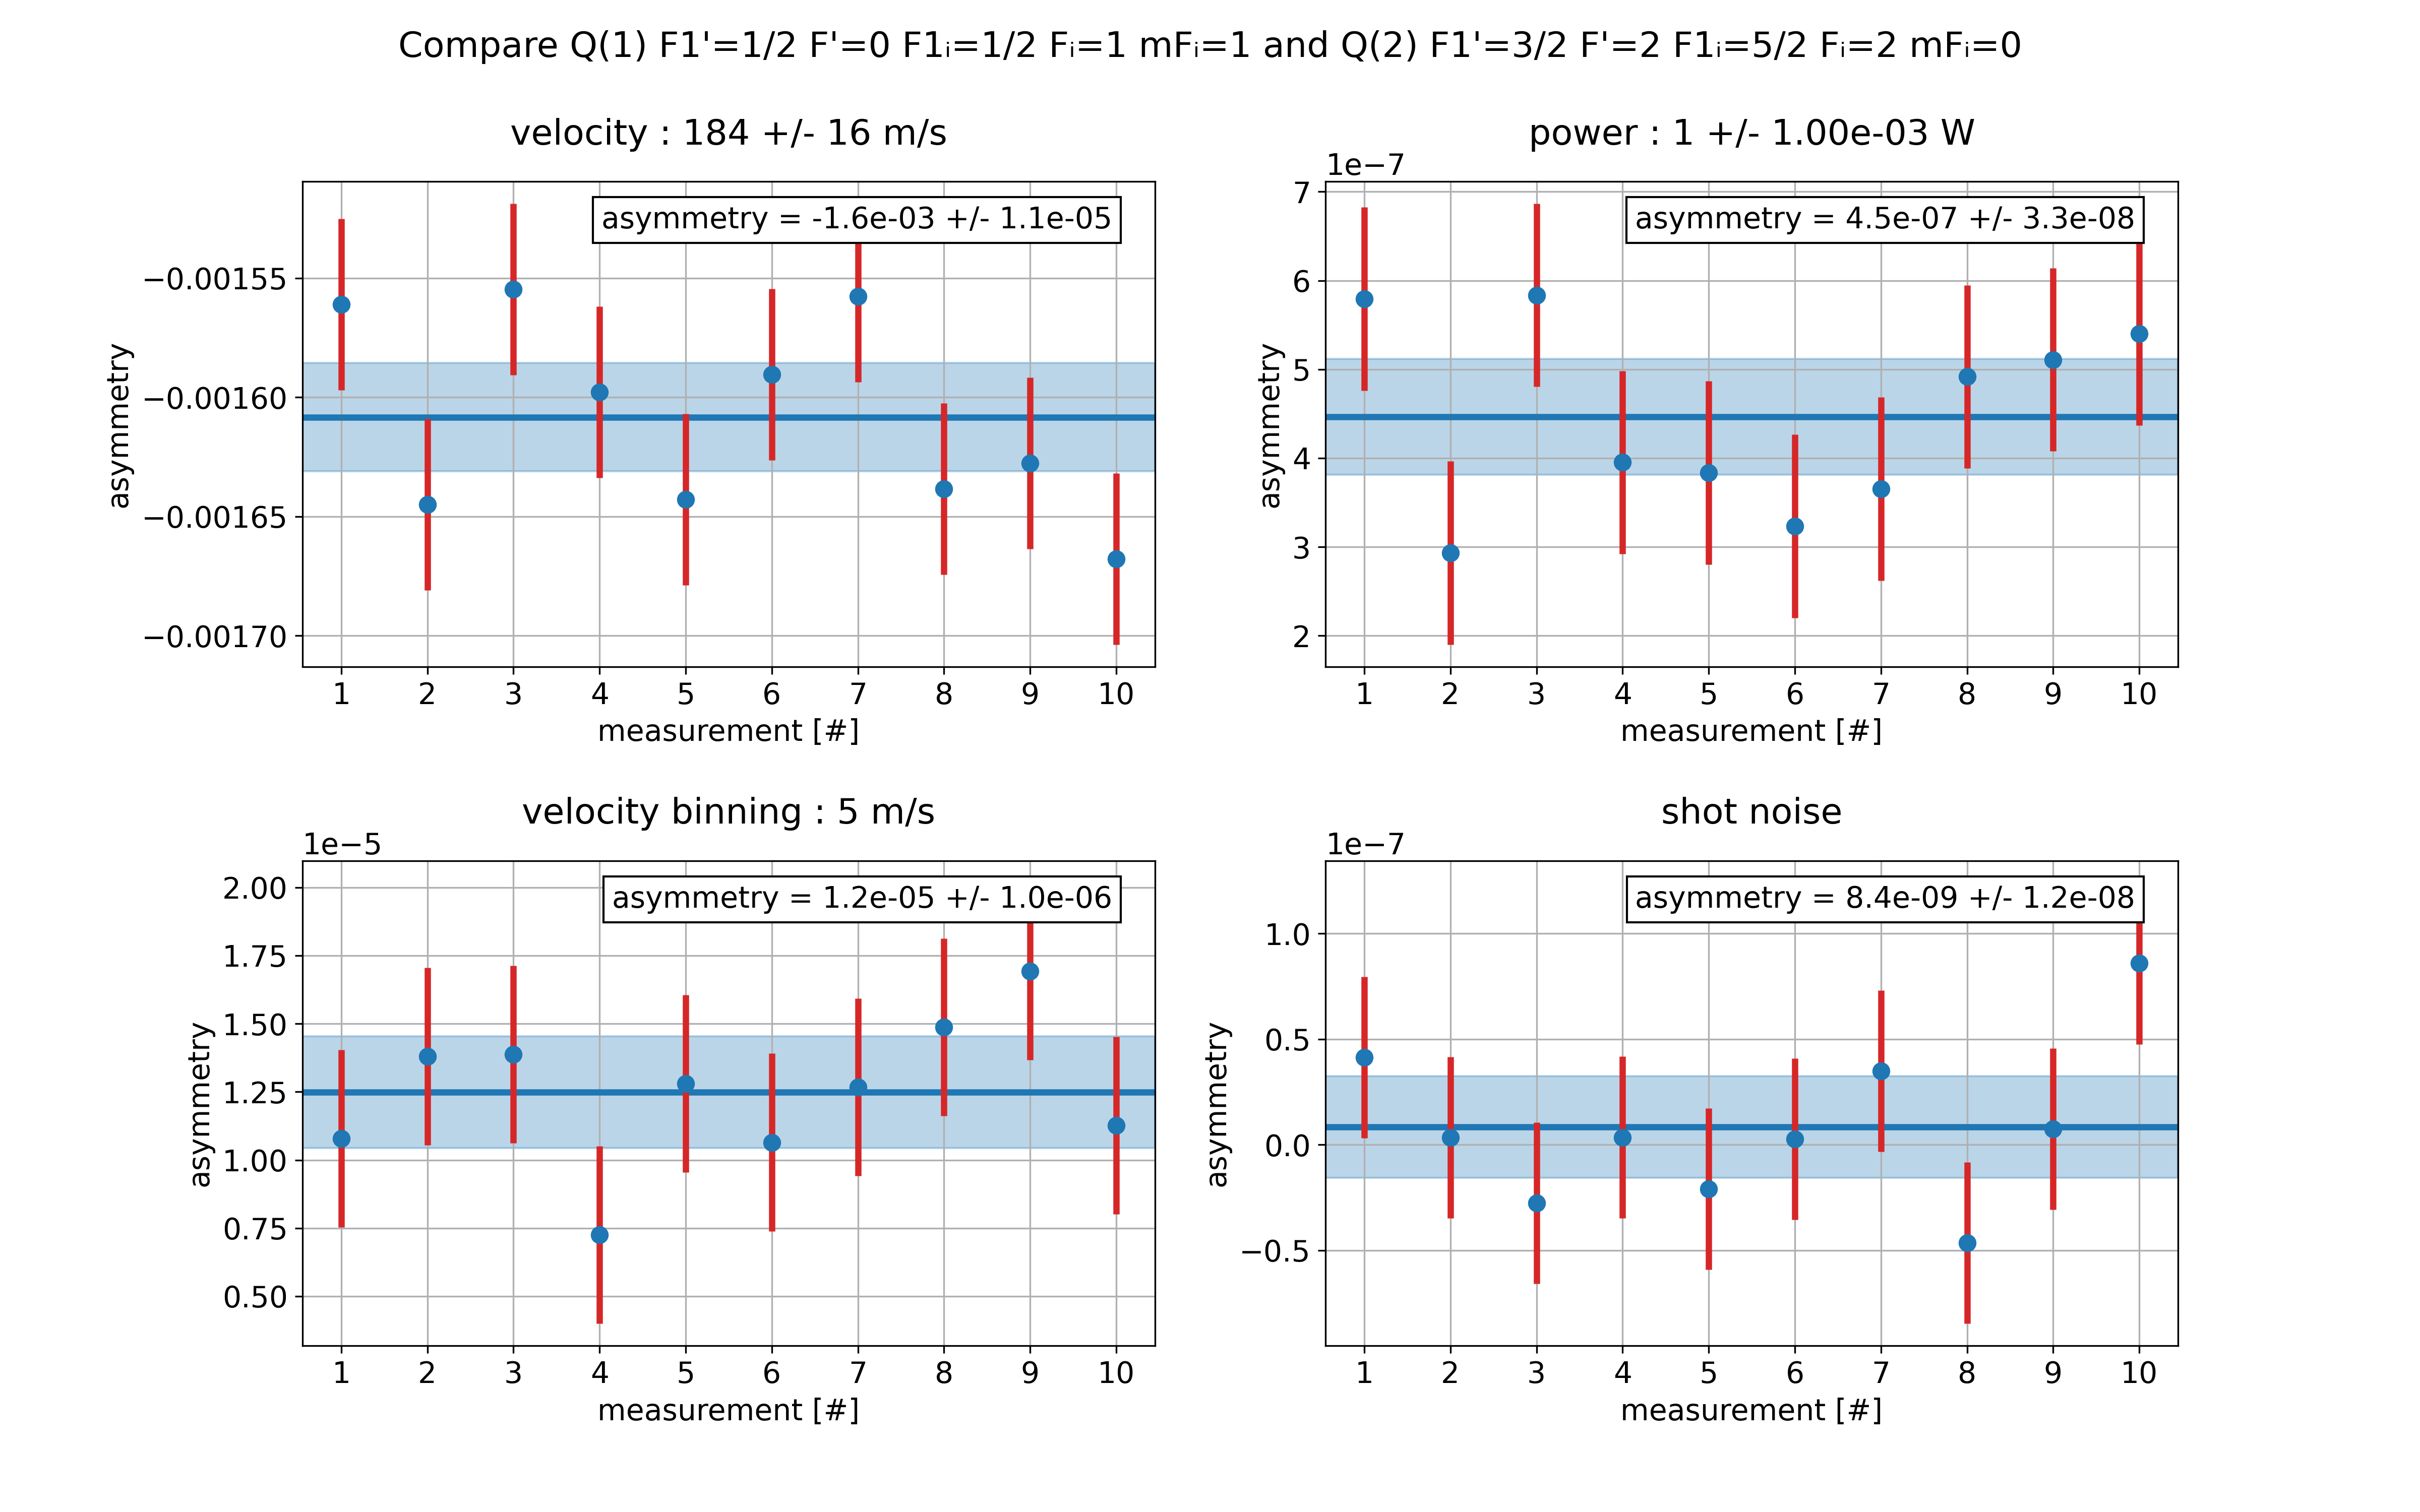 Compare Q(1) F1'=1/2 F'=0 F1ᵢ=1/2 Fᵢ=1 mFᵢ=1 and Q(2) F1'=3/2 F'=2 F1ᵢ=5/2 Fᵢ=2 mFᵢ=0
velocity : 184 +/- 16 m/s
asymmetry = -1.6e-03 +/- 1.1e-05
−0.00155
−0.00160
−0.00165
−0.00170
asymmetry
1 2 3 4 5 6 7 8 9 10
measurement [#]
power : 1 +/- 1.00e-03 W
1e−7
asymmetry = 4.5e-07 +/- 3.3e-08
7
6
5
4
3
2
asymmetry
1 2 3 4 5 6 7 8 9 10
measurement [#]
velocity binning : 5 m/s
1e−5
asymmetry = 1.2e-05 +/- 1.0e-06
2.00
1.75
1.50
1.25
1.00
0.75
0.50
asymmetry
1 2 3 4 5 6 7 8 9 10
measurement [#]
shot noise
1e−7
asymmetry = 8.4e-09 +/- 1.2e-08
1.0
0.5
0.0
−0.5
asymmetry
1 2 3 4 5 6 7 8 9 10
measurement [#]